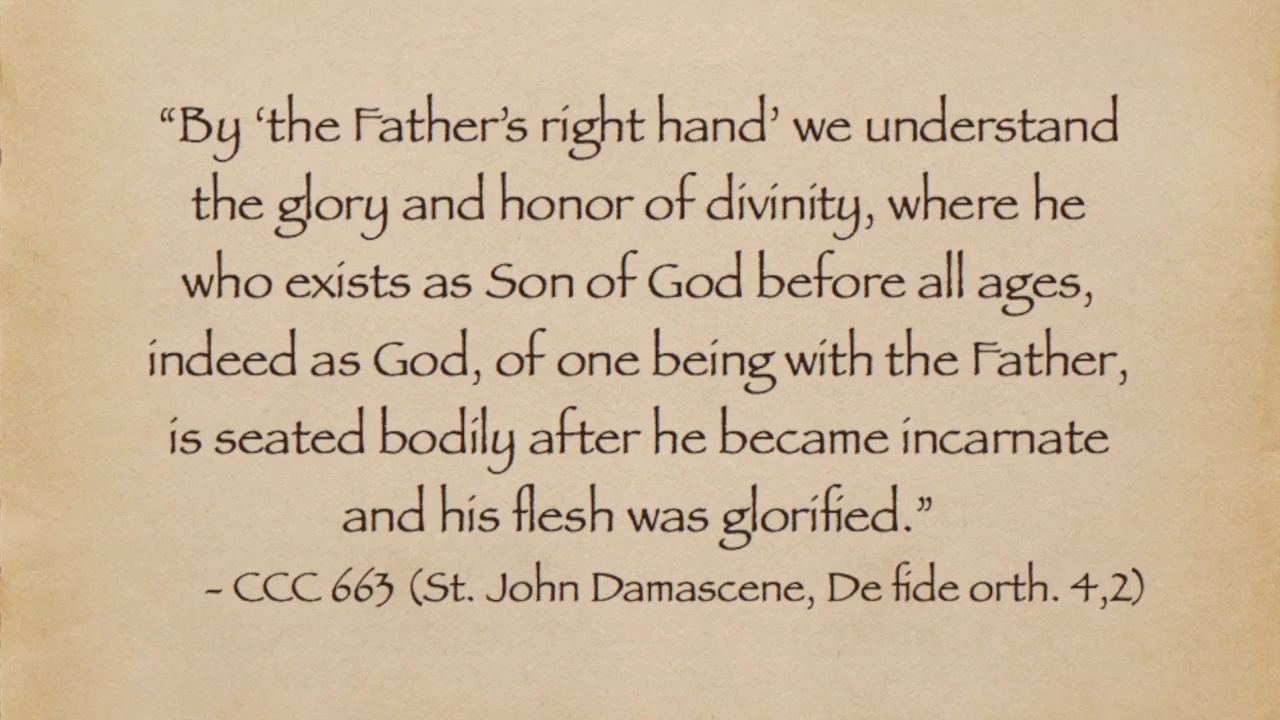 “By ‘the Father’s right hand’ we understand
the glory and honor of divinity, where he
who exists as Son of God before all ages,
indeed as God, of one being with the Father,
is seated bodily after he became incarnate
and his flesh was glorified.”
- CCC 663 (St. John Damascene, De fide orth. 4,2)